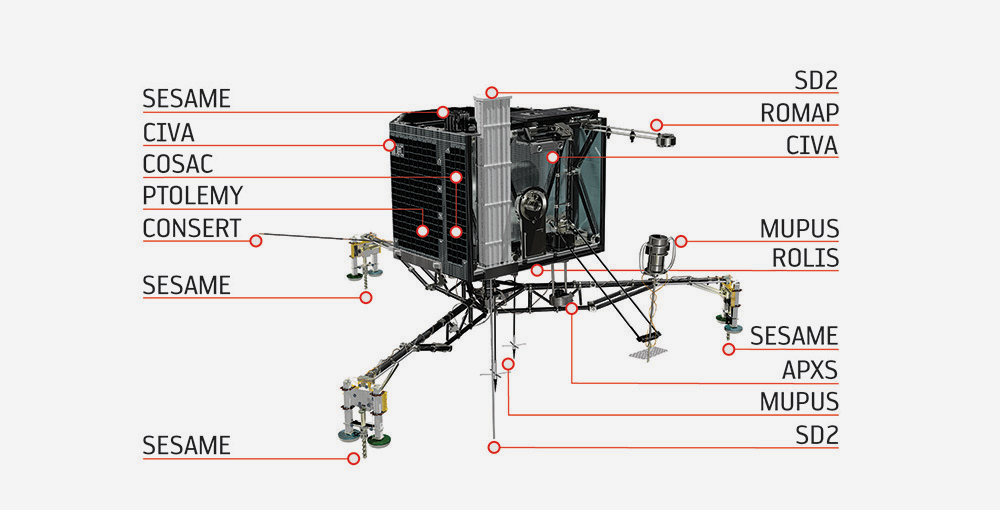 SESAME
CIVA
COSAC
PTOLEMY
CONSERT
SESAME
SESAME
SD2
ROMAP
CIVA
MUPUS
ROLIS
SESAME
APXS
MUPUS
SD2